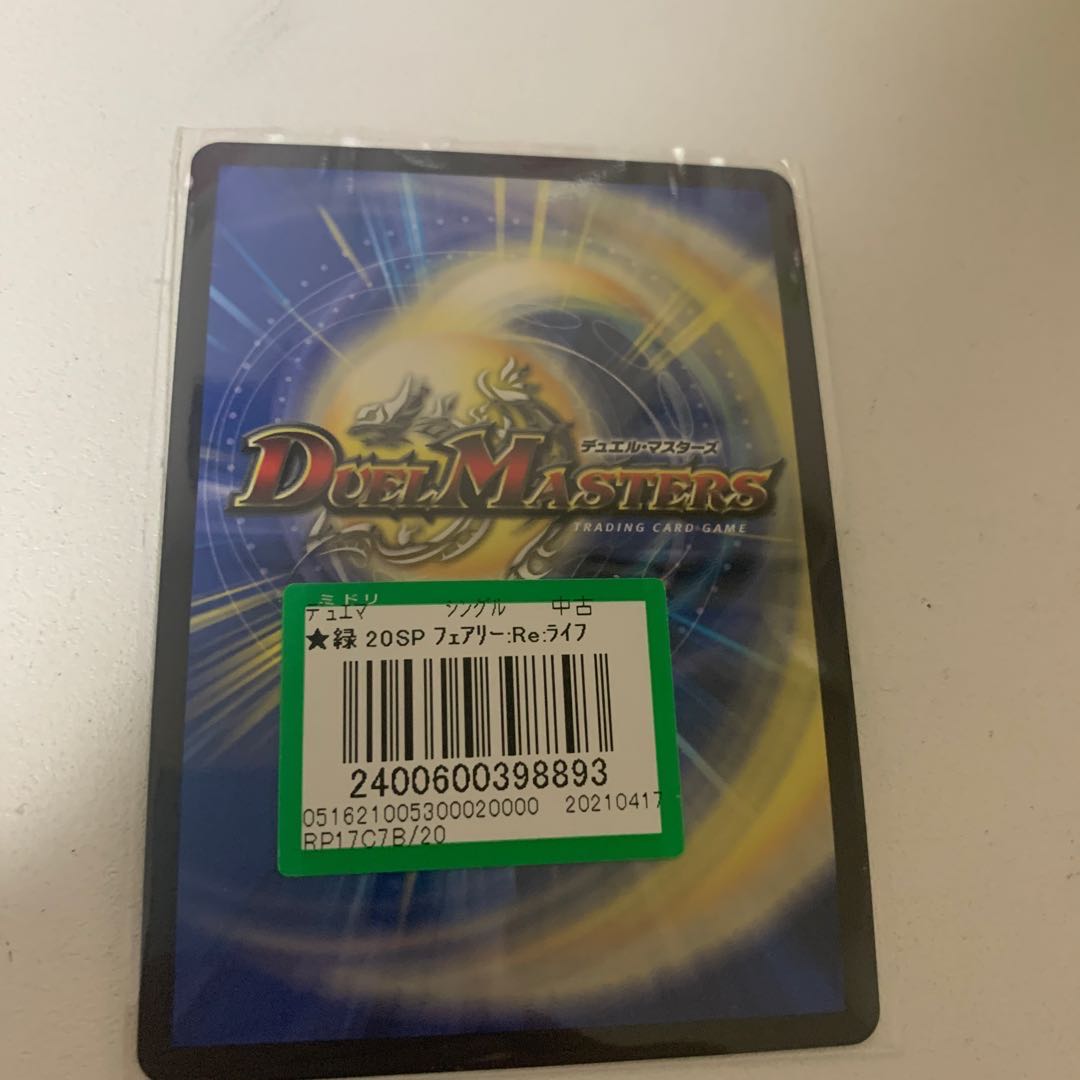 デュエル・マスターズ
DUEL MASTERS
TRADING CARD GAME
ミドリ
デュエマ シングル 中古
★緑 20SP フェアリー:Re:ライフ
2400600398893
051621005300020000 20210417
RP17C7B/20